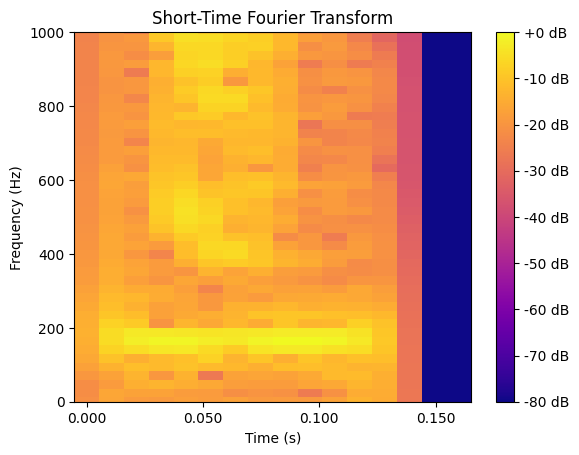 Short-Time Fourier Transform
1000
800
600
400
200
0
Frequency (Hz)
0.000
0.050
0.100
0.150
Time (s)
+0 dB
-10 dB
-20 dB
-30 dB
-40 dB
-50 dB
-60 dB
-70 dB
-80 dB